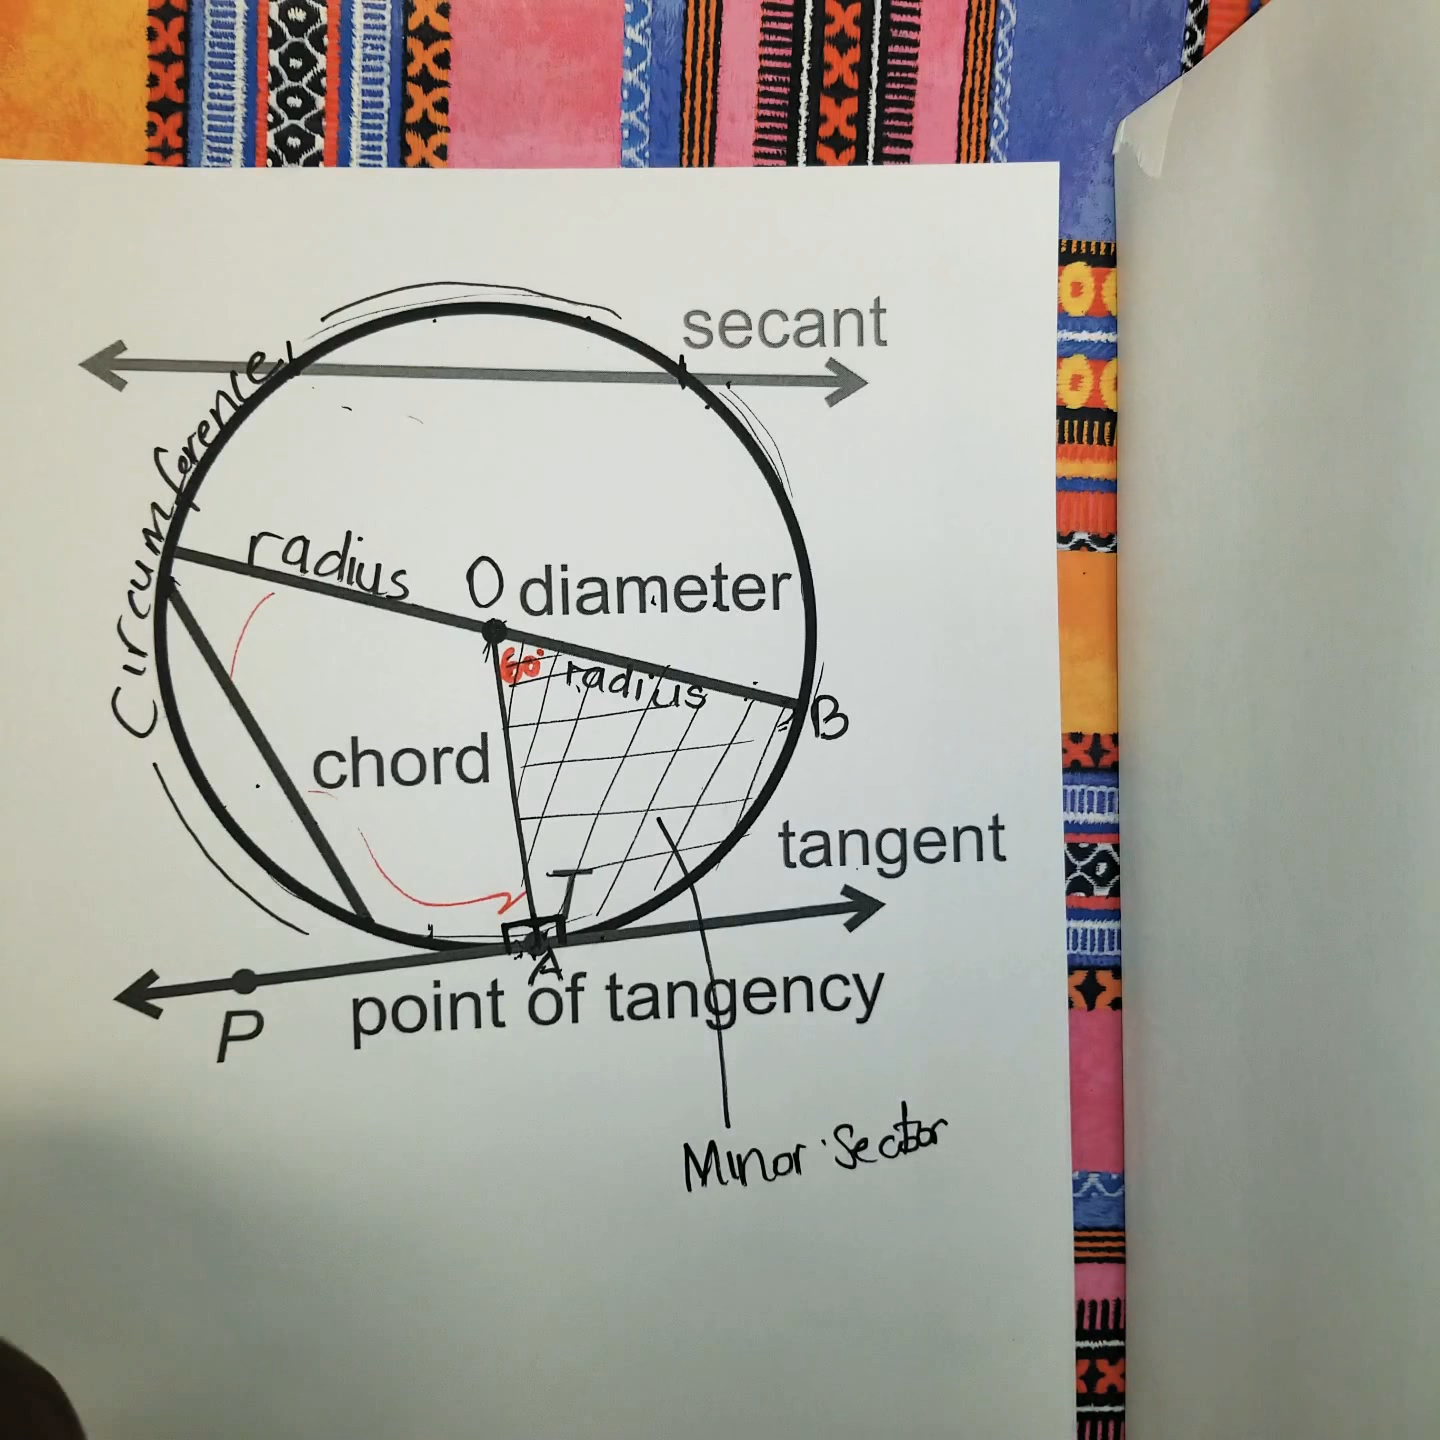 secant
Circumference
radius
O
diameter
60°
radius
B
chord
tangent
T
A
point of tangency
P
Minor Sector